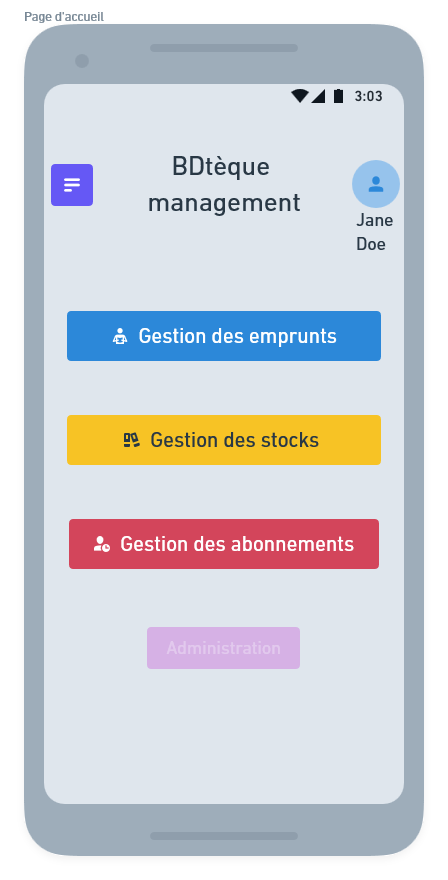 Page d'accueil
3:03
BDtèque
management
Jane
Doe
Gestion des emprunts
Gestion des stocks
Gestion des abonnements
Administration